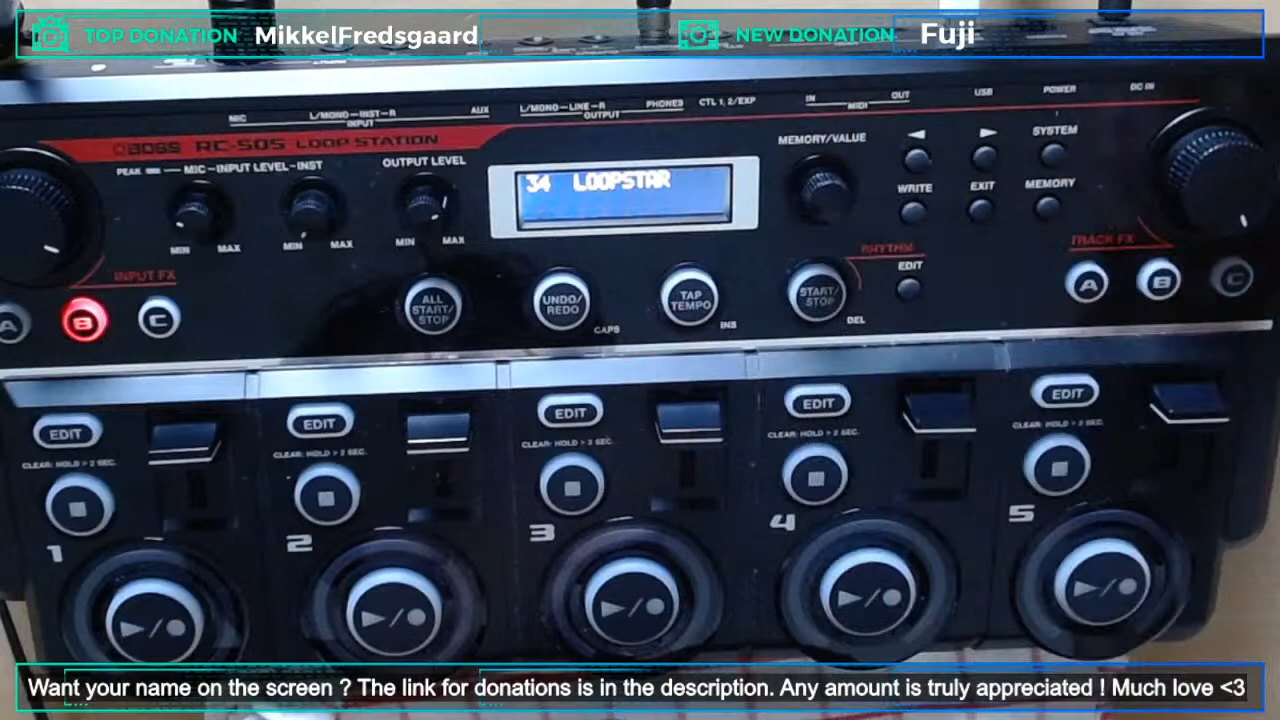 TOP DONATION MikkelFredsgaard NEW DONATION Fuji
MIC L/MONO-INST-R AUX L/MONO-LINE-R PHONES CTL 1, 2/EXP IN MIDI OUT USB POWER DC IN
INPUT OUTPUT
BOSS RC-505 LOOP STATION
PEAK MIC-INPUT LEVEL-INST OUTPUT LEVEL MEMORY/VALUE ◄ ► SYSTEM
34 LOOPSTAR
WRITE EXIT MEMORY
MIN MAX MIN MAX MIN MAX
INPUT FX RHYTHM TRACK FX
EDIT
A B C ALL START/STOP UNDO/REDO TAP TEMPO START/STOP A B C
CAPS INS DEL
EDIT EDIT EDIT EDIT EDIT
CLEAR: HOLD > 2 SEC. CLEAR: HOLD > 2 SEC. CLEAR: HOLD > 2 SEC. CLEAR: HOLD > 2 SEC. CLEAR: HOLD > 2 SEC.
1 2 3 4 5
Want your name on the screen ? The link for donations is in the description. Any amount is truly appreciated ! Much love <3